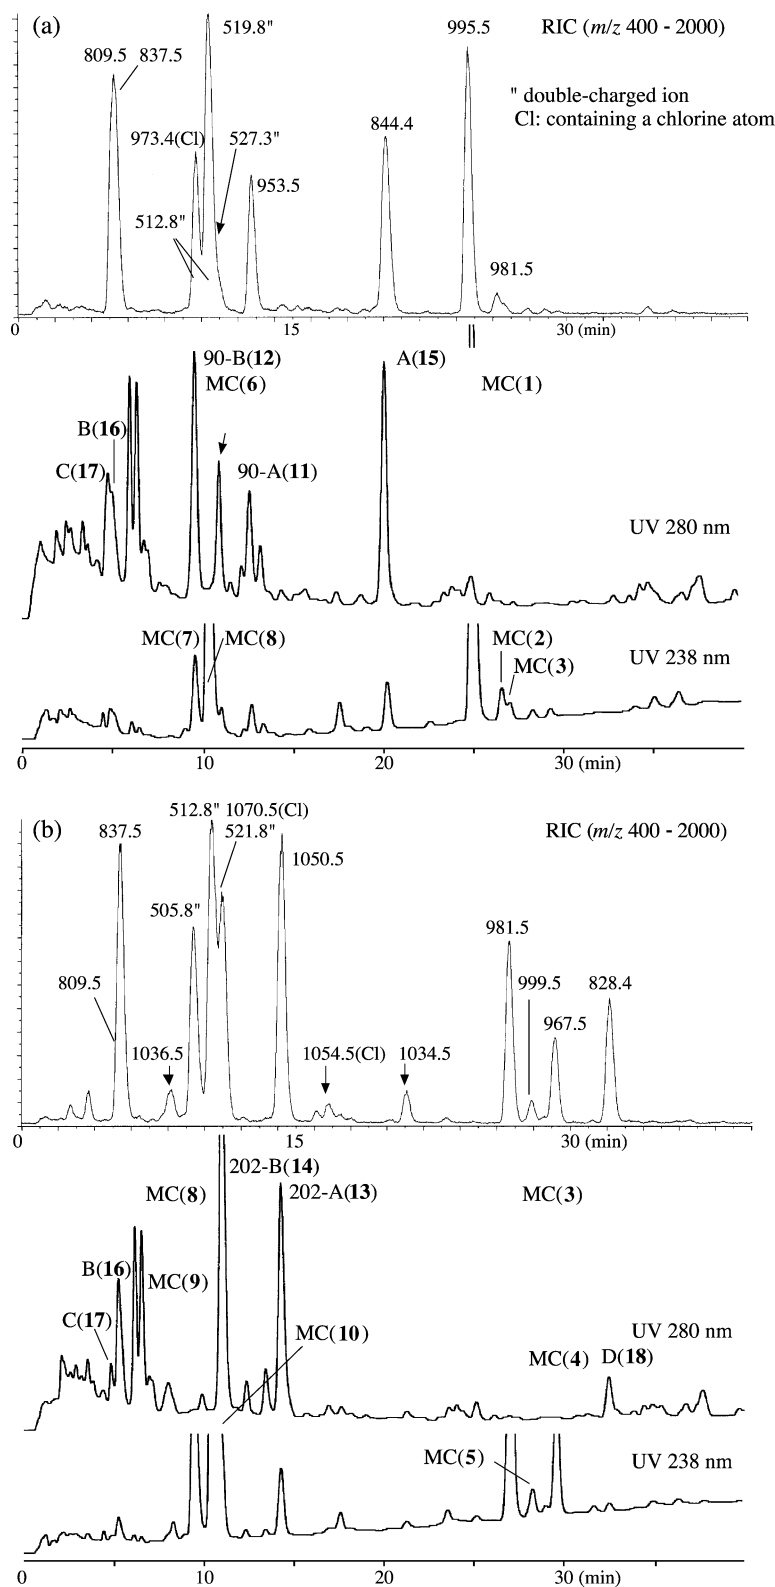 (a)
519.8"
995.5
RIC (m/z 400 - 2000)
809.5
837.5
" double-charged ion
Cl: containing a chlorine atom
844.4
973.4(Cl)
527.3"
953.5
512.8"
981.5
0
15
30 (min)
90-B(12)
A(15)
MC(6)
MC(1)
B(16)
C(17)
90-A(11)
UV 280 nm
MC(7)
MC(8)
MC(2)
UV 238 nm
MC(3)
0
10
20
30 (min)
(b)
512.8"
1070.5(Cl)
837.5
521.8"
RIC (m/z 400 - 2000)
1050.5
505.8"
981.5
809.5
999.5
828.4
967.5
1036.5
1054.5(Cl)
1034.5
0
15
30 (min)
202-B(14)
MC(8)
202-A(13)
MC(3)
B(16)
MC(9)
C(17)
MC(10)
UV 280 nm
MC(4)
D(18)
MC(5)
UV 238 nm
0
10
20
30 (min)